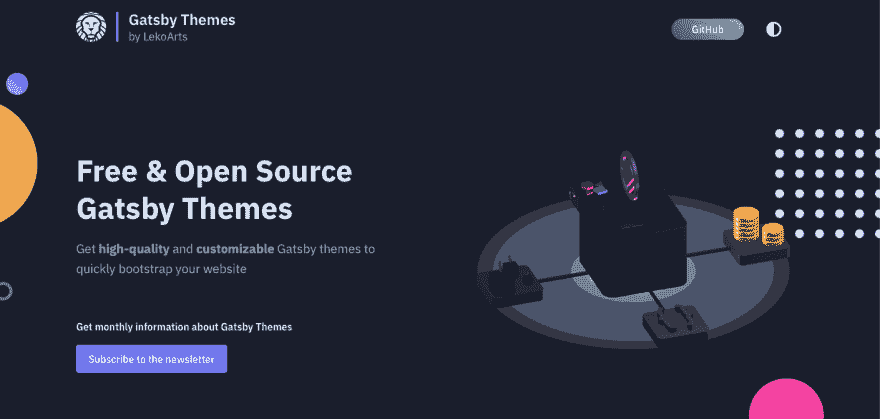 Gatsby Themes
by LekoArts
GitHub
Free & Open Source
Gatsby Themes
Get high-quality and customizable Gatsby themes to
quickly bootstrap your website
Get monthly information about Gatsby Themes
Subscribe to the newsletter